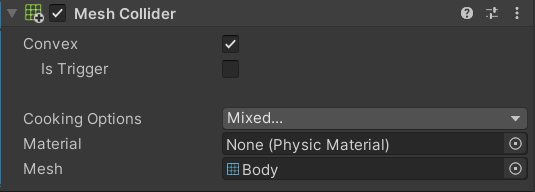 Mesh Collider
Convex
Is Trigger
Cooking Options Mixed...
Material None (Physic Material)
Mesh Body